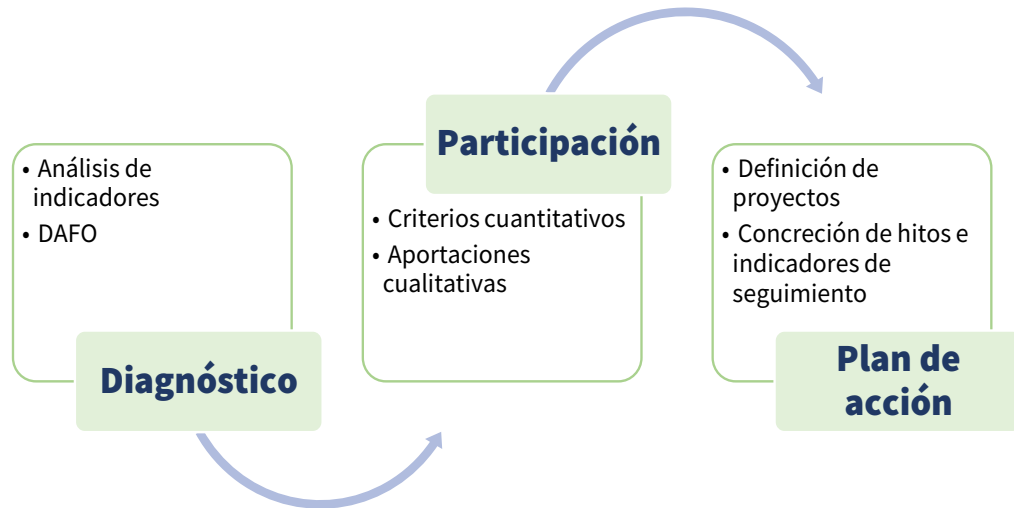 • Análisis de
indicadores
• DAFO
Diagnóstico
Participación
• Criterios cuantitativos
• Aportaciones
cualitativas
• Definición de
proyectos
• Concreción de hitos e
indicadores de
seguimiento
Plan de
acción